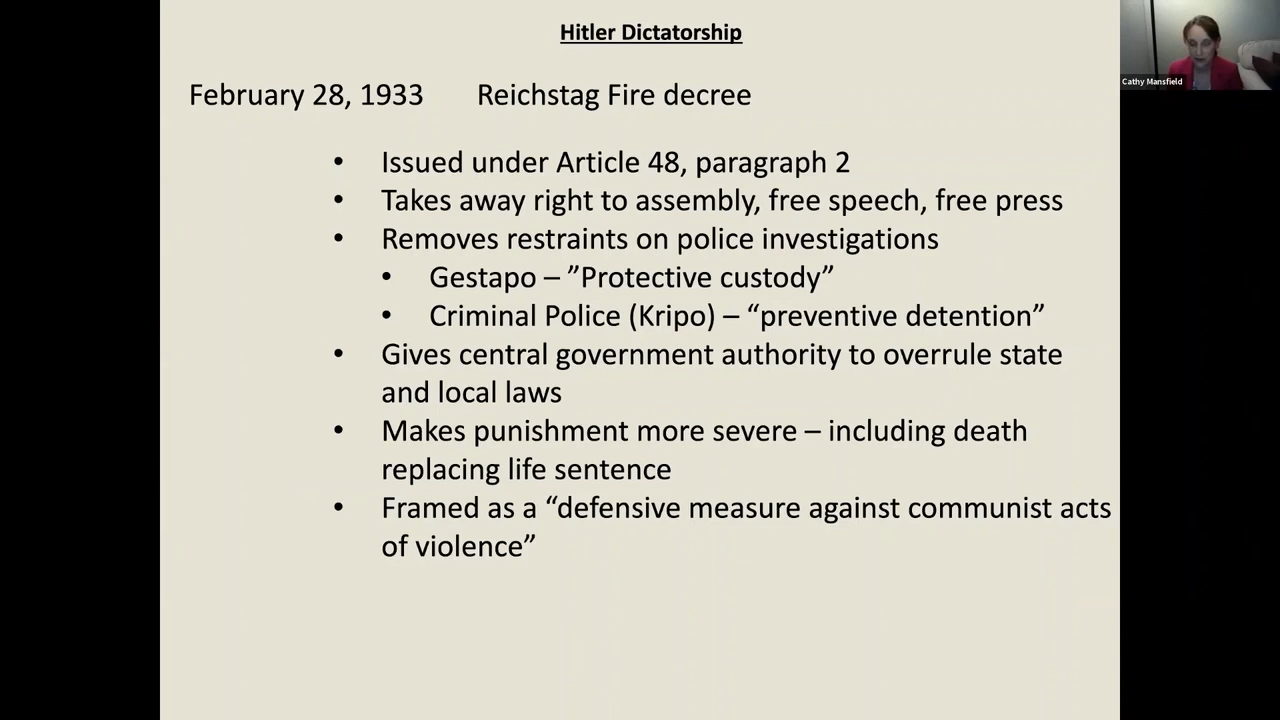 Hitler Dictatorship
Cathy Mansfield
February 28, 1933 Reichstag Fire decree
• Issued under Article 48, paragraph 2
• Takes away right to assembly, free speech, free press
• Removes restraints on police investigations
• Gestapo – ”Protective custody”
• Criminal Police (Kripo) – “preventive detention”
• Gives central government authority to overrule state
and local laws
• Makes punishment more severe – including death
replacing life sentence
• Framed as a “defensive measure against communist acts
of violence”